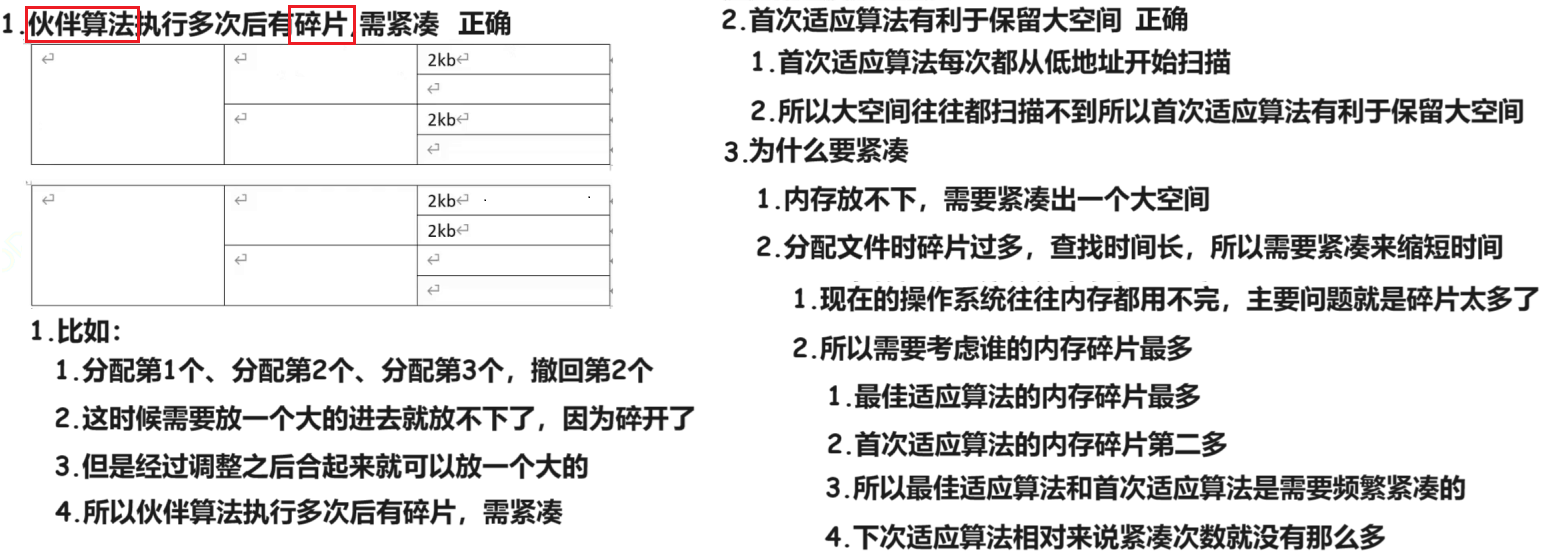 1.伙伴算法执行多次后有碎片,需紧凑 正确
2kb
2kb
2kb
2kb
1.比如：
1.分配第1个、分配第2个、分配第3个，撤回第2个
2.这时候需要放一个大的进去就放不下了，因为碎开了
3.但是经过调整之后合起来就可以放一个大的
4.所以伙伴算法执行多次后有碎片，需紧凑
2.首次适应算法有利于保留大空间 正确
1.首次适应算法每次都从低地址开始扫描
2.所以大空间往往都扫描不到所以首次适应算法有利于保留大空间
3.为什么要紧凑
1.内存放不下，需要紧凑出一个大空间
2.分配文件时碎片过多，查找时间长，所以需要紧凑来缩短时间
1.现在的操作系统往往内存都用不完，主要问题就是碎片太多了
2.所以需要考虑谁的内存碎片最多
1.最佳适应算法的内存碎片最多
2.首次适应算法的内存碎片第二多
3.所以最佳适应算法和首次适应算法是需要频繁紧凑的
4.下次适应算法相对来说紧凑次数就没有那么多